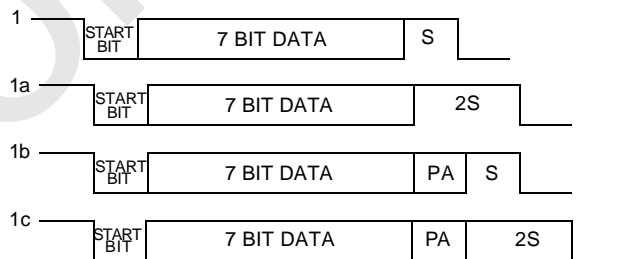 1 START BIT 7 BIT DATA S
1a START BIT 7 BIT DATA 2S
1b START BIT 7 BIT DATA PA S
1c START BIT 7 BIT DATA PA 2S